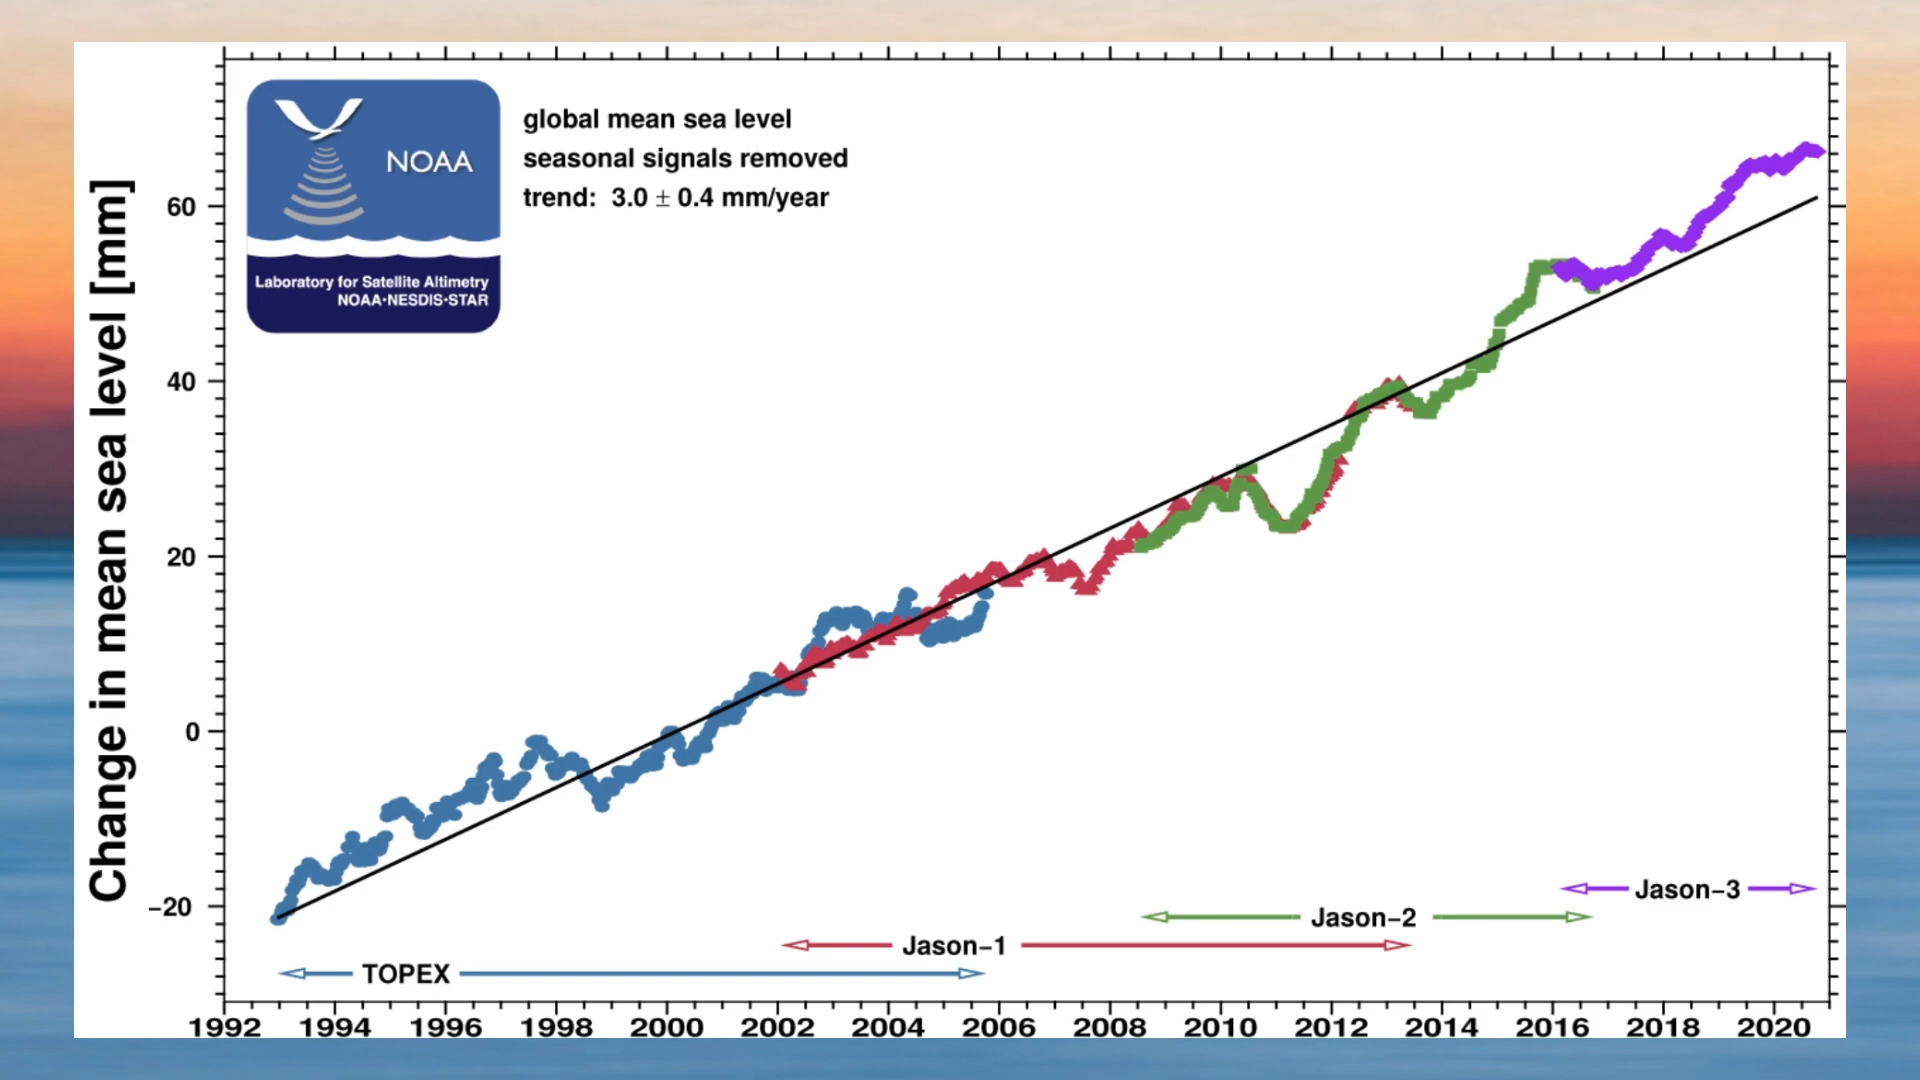 NOAA
Laboratory for Satellite Altimetry
NOAA•NESDIS•STAR
global mean sea level
seasonal signals removed
trend: 3.0 ± 0.4 mm/year
Change in mean sea level [mm]
60
40
20
0
−20
Jason−3
Jason−2
Jason−1
TOPEX
1992 1994 1996 1998 2000 2002 2004 2006 2008 2010 2012 2014 2016 2018 2020